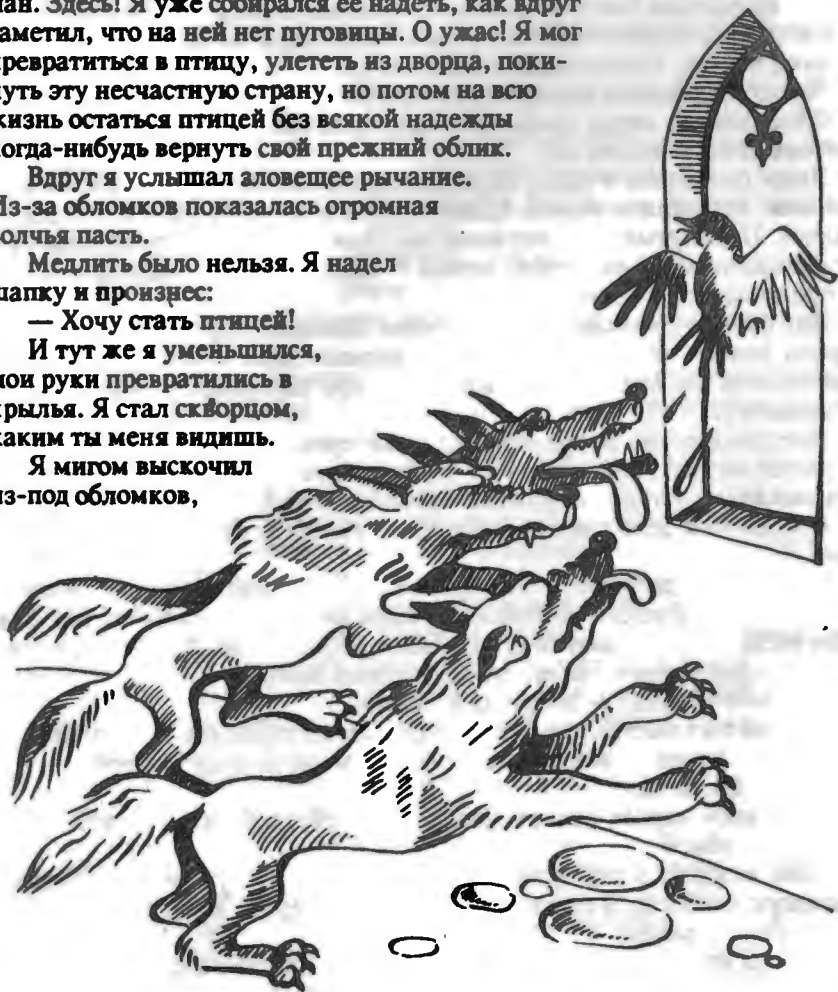 ман. Здесь! Я уже собирался ее надеть, как вдруг
аметил, что на ней нет пуговицы. О ужас! Я мог
превратиться в птицу, улететь из дворца, поки-
нуть эту несчастную страну, но потом на всю
жизнь остаться птицей без всякой надежды
когда-нибудь вернуть свой прежний облик.
Вдруг я услышал зловещее рычание.
Из-за обломков показалась огромная
волчья пасть.
Медлить было нельзя. Я надел
шапку и произнес:
— Хочу стать птицей!
И тут же я уменьшился,
мои руки превратились в
крылья. Я стал скворцом,
каким ты меня видишь.
Я мигом выскочил
из-под обломков,